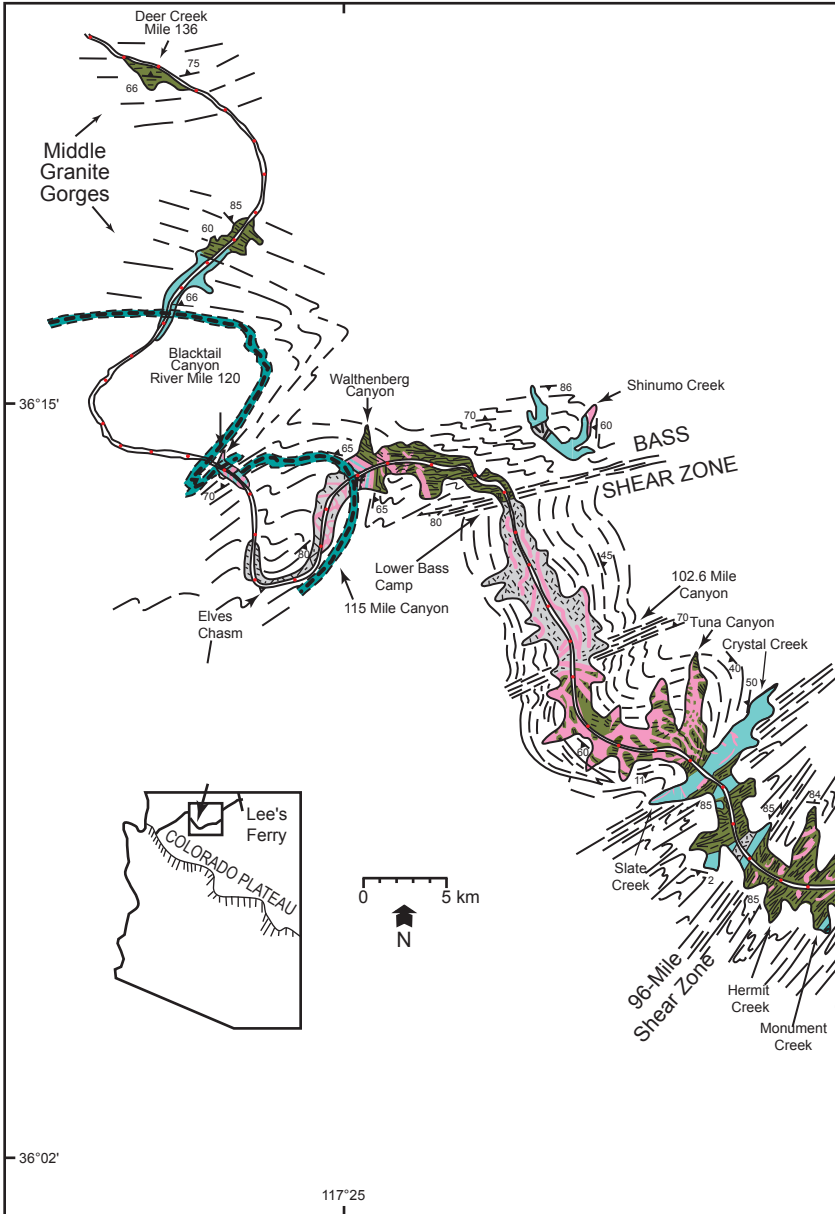 Deer Creek
Mile 136
75
66
Middle
Granite
Gorges
85
60
66
Blacktail
Canyon
River Mile 120
36°15'
Walthenberg
Canyon
86
Shinumo Creek
70
60
BASS
SHEAR ZONE
65
70
65
80
80
Lower Bass
Camp
45
102.6 Mile
Canyon
115 Mile Canyon
Elves
Chasm
70
Tuna Canyon
Crystal Creek
40
50
60
11
85
85
84
Slate
Creek
2
85
96-Mile
Shear Zone
Hermit
Creek
Monument
Creek
Lee's
Ferry
COLORADO PLATEAU
0
5 km
N
36°02'
117°25